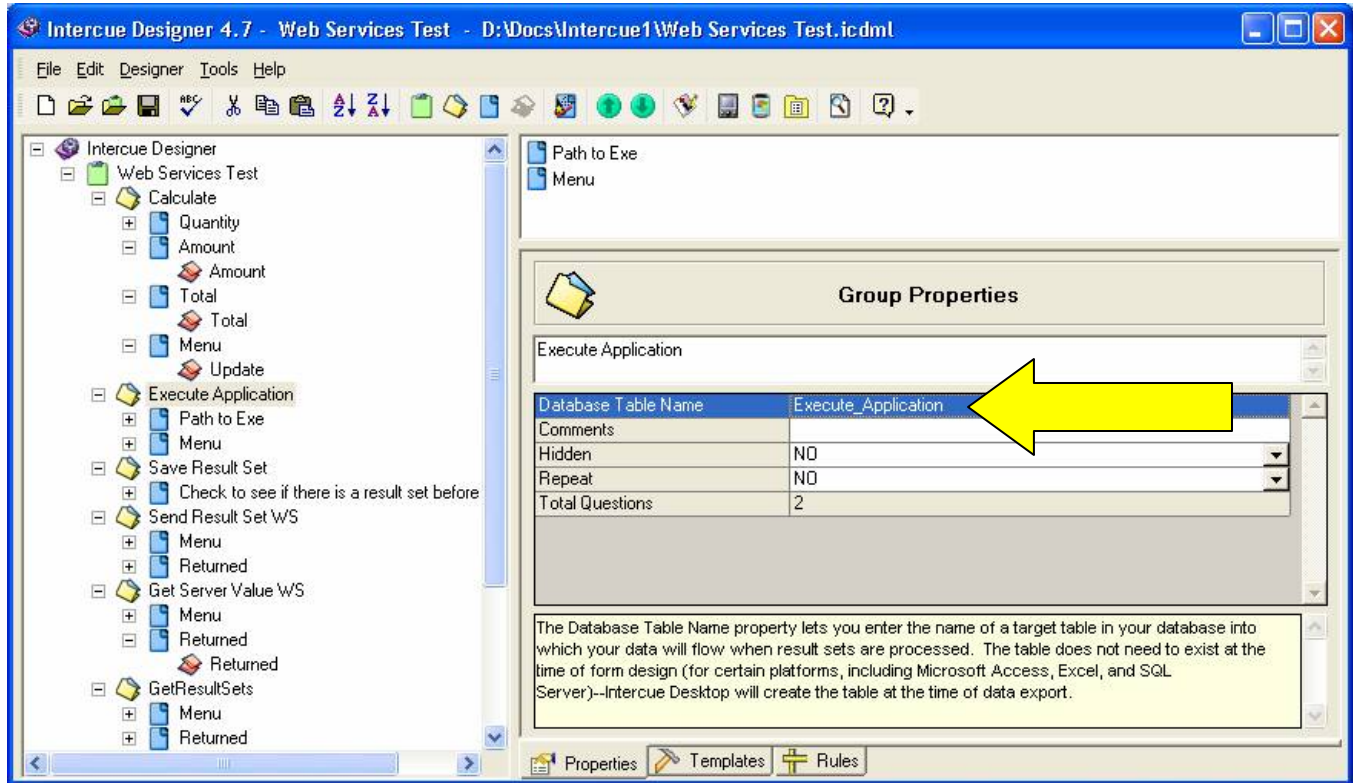 Intercue Designer 4.7 - Web Services Test - D:\Docs\Intercue1\Web Services Test.icdml
File Edit Designer Tools Help
ABC
Intercue Designer
Web Services Test
Calculate
Quantity
Amount
Amount
Total
Total
Menu
Update
Execute Application
Path to Exe
Menu
Save Result Set
Check to see if there is a result set before
Send Result Set WS
Menu
Returned
Get Server Value WS
Menu
Returned
Returned
GetResultSets
Menu
Returned
Path to Exe
Menu
Group Properties
Execute Application
Database Table Name Execute_Application
Comments
Hidden NO
Repeat NO
Total Questions 2
The Database Table Name property lets you enter the name of a target table in your database into
which your data will flow when result sets are processed. The table does not need to exist at the
time of form design (for certain platforms, including Microsoft Access, Excel, and SQL
Server)--Intercue Desktop will create the table at the time of data export.
Properties Templates Rules